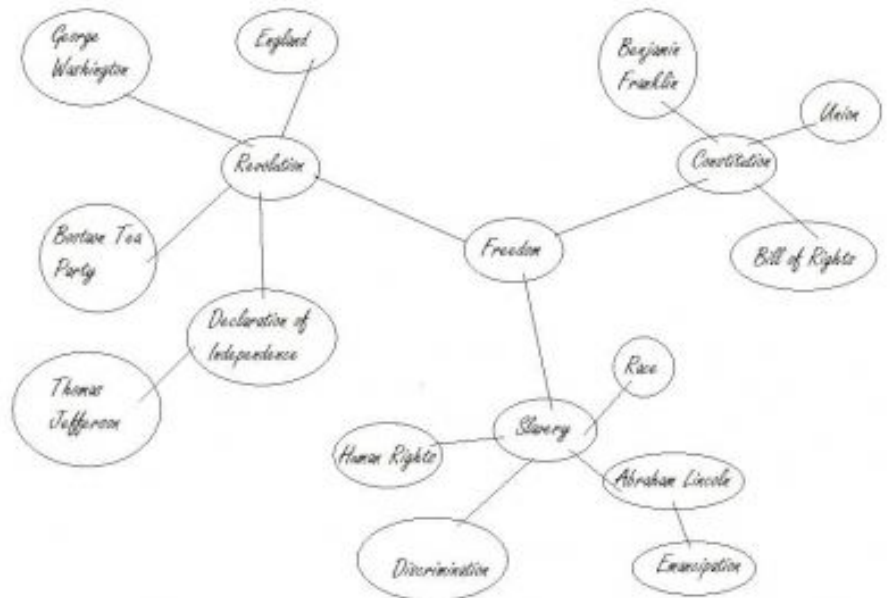 George
Washington
England
Benjamin
Franklin
Union
Revolution
Constitution
Bostwon Tea
Party
Freedom
Bill of Rights
Declaration of
Independence
Thomas
Jefferson
Race
Slavery
Human Rights
Abraham Lincoln
Discrimination
Emancipation